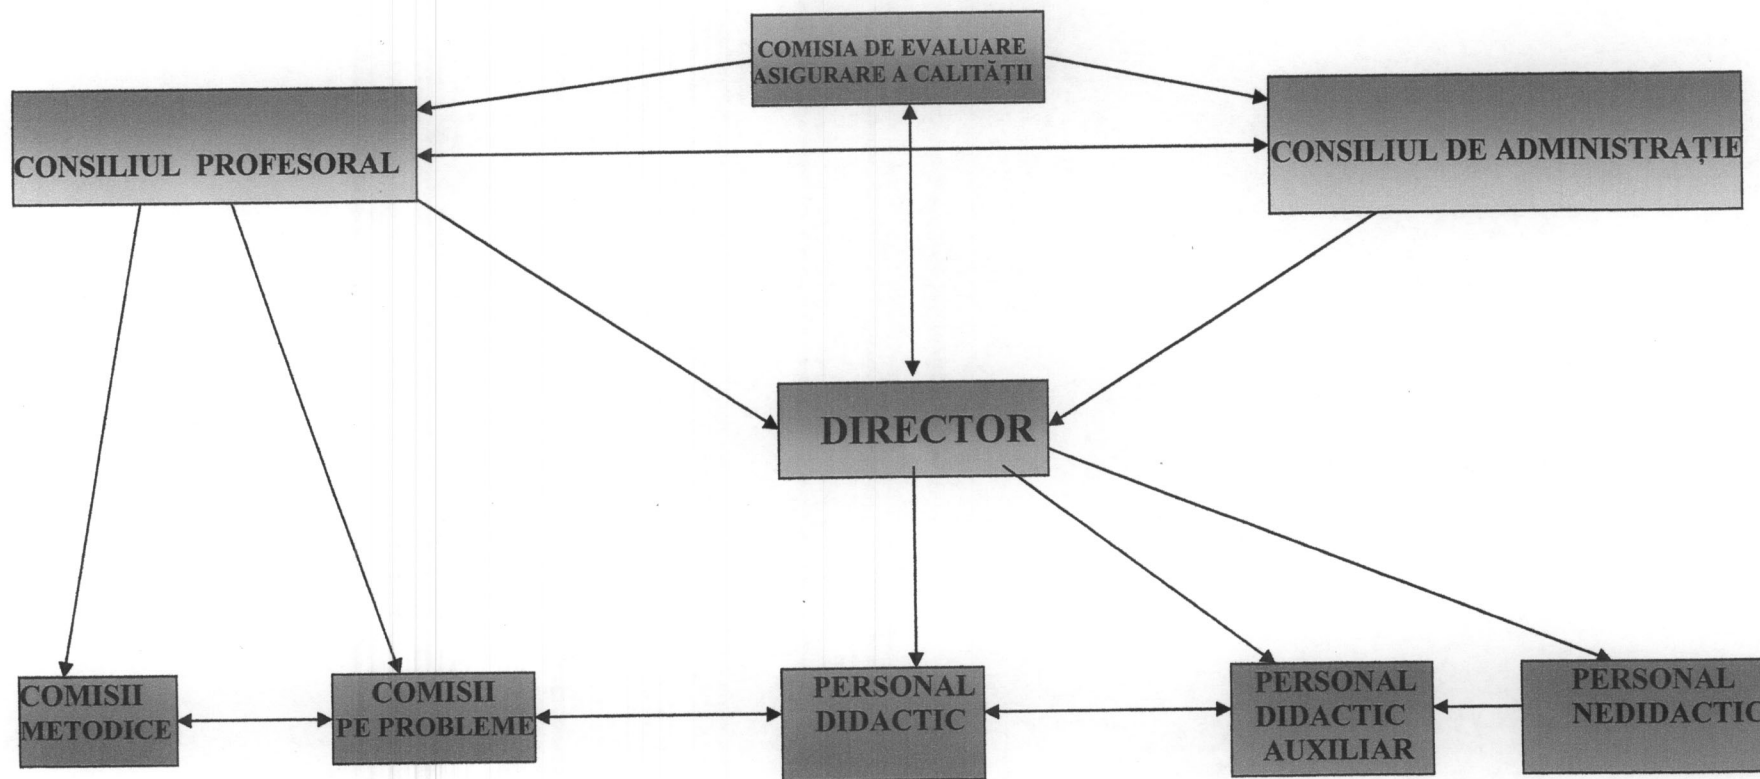 COMISIA DE EVALUARE
ASIGURARE A CALITĂȚII
CONSILIUL PROFESORAL
CONSILIUL DE ADMINISTRAȚIE
DIRECTOR
COMISII
METODICE
COMISII
PE PROBLEME
PERSONAL
DIDACTIC
PERSONAL
DIDACTIC
AUXILIAR
PERSONAL
NEDIDACTIC